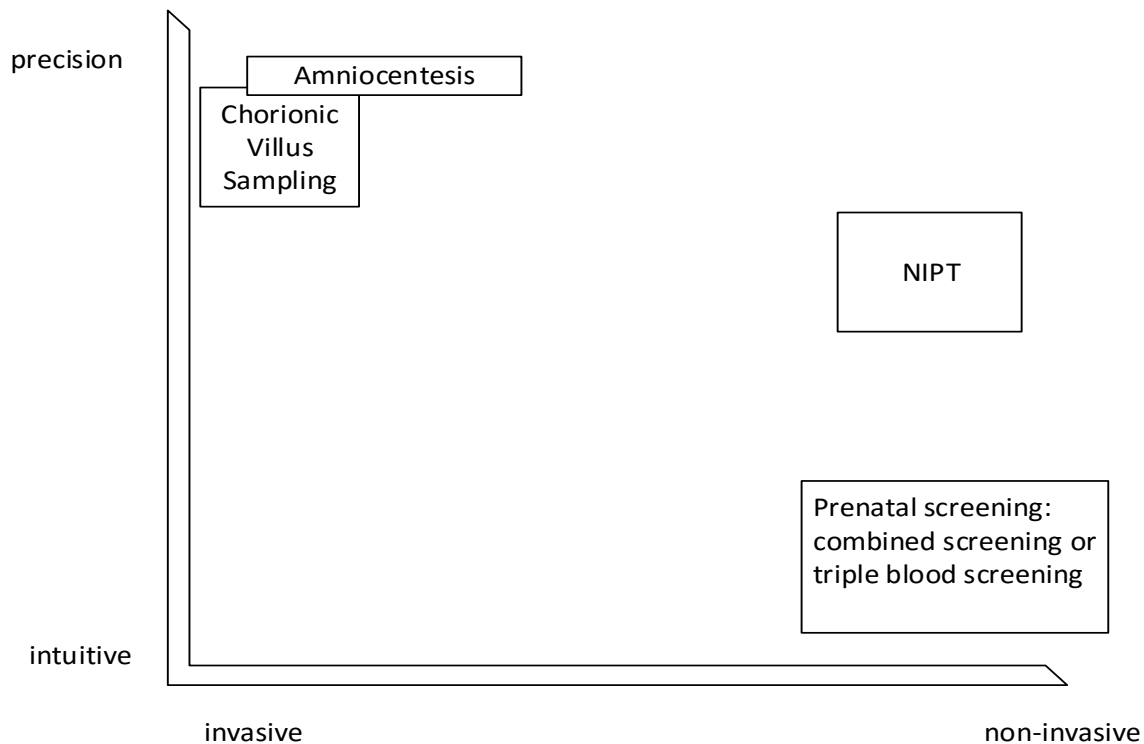 precision
Amniocentesis
Chorionic
Villus
Sampling
NIPT
Prenatal screening:
combined screening or
triple blood screening
intuitive
invasive
non-invasive